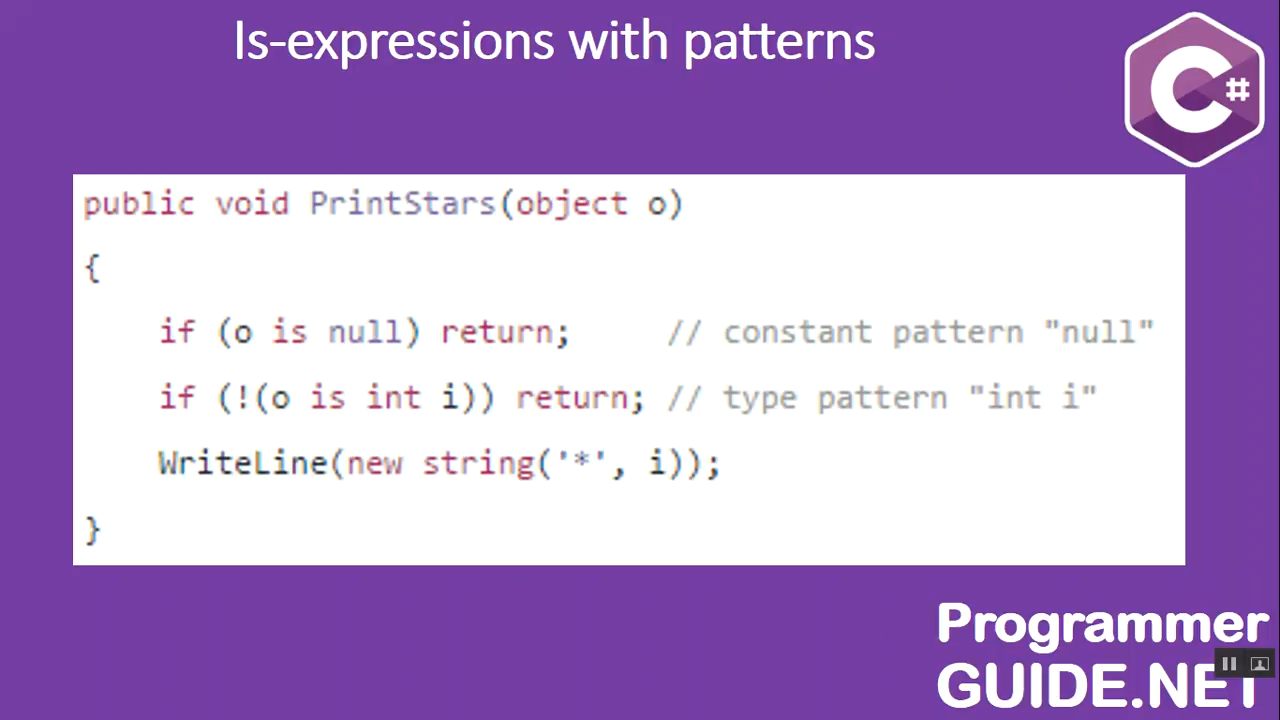 Is-expressions with patterns
C#
public void PrintStars(object o)
{
    if (o is null) return;     // constant pattern "null"
    if (!(o is int i)) return; // type pattern "int i"
    WriteLine(new string('*', i));
}
Programmer
GUIDE.NET